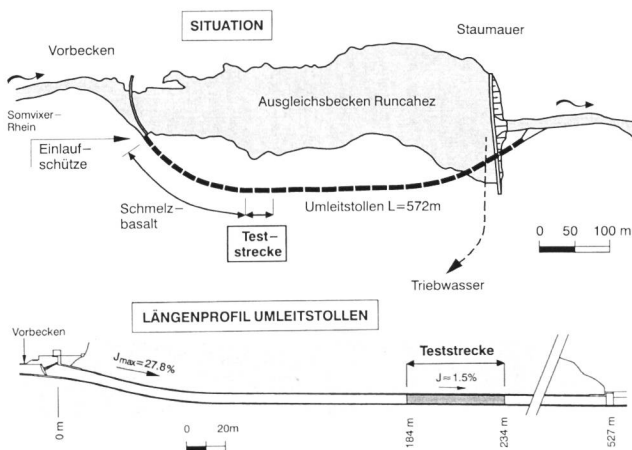 SITUATION
Staumauer
Vorbecken
Ausgleichsbecken Runcahez
Somvixer-
Rhein
Einlauf-
schütze
Schmelz-
basalt
Umleitstollen L=572m
Test-
strecke
0 50 100 m
Triebwasser
LÄNGENPROFIL UMLEITSTOLLEN
Vorbecken
Jmax=27.8%
Teststrecke
J=1.5%
0 m
0 20m
184 m
234 m
527 m